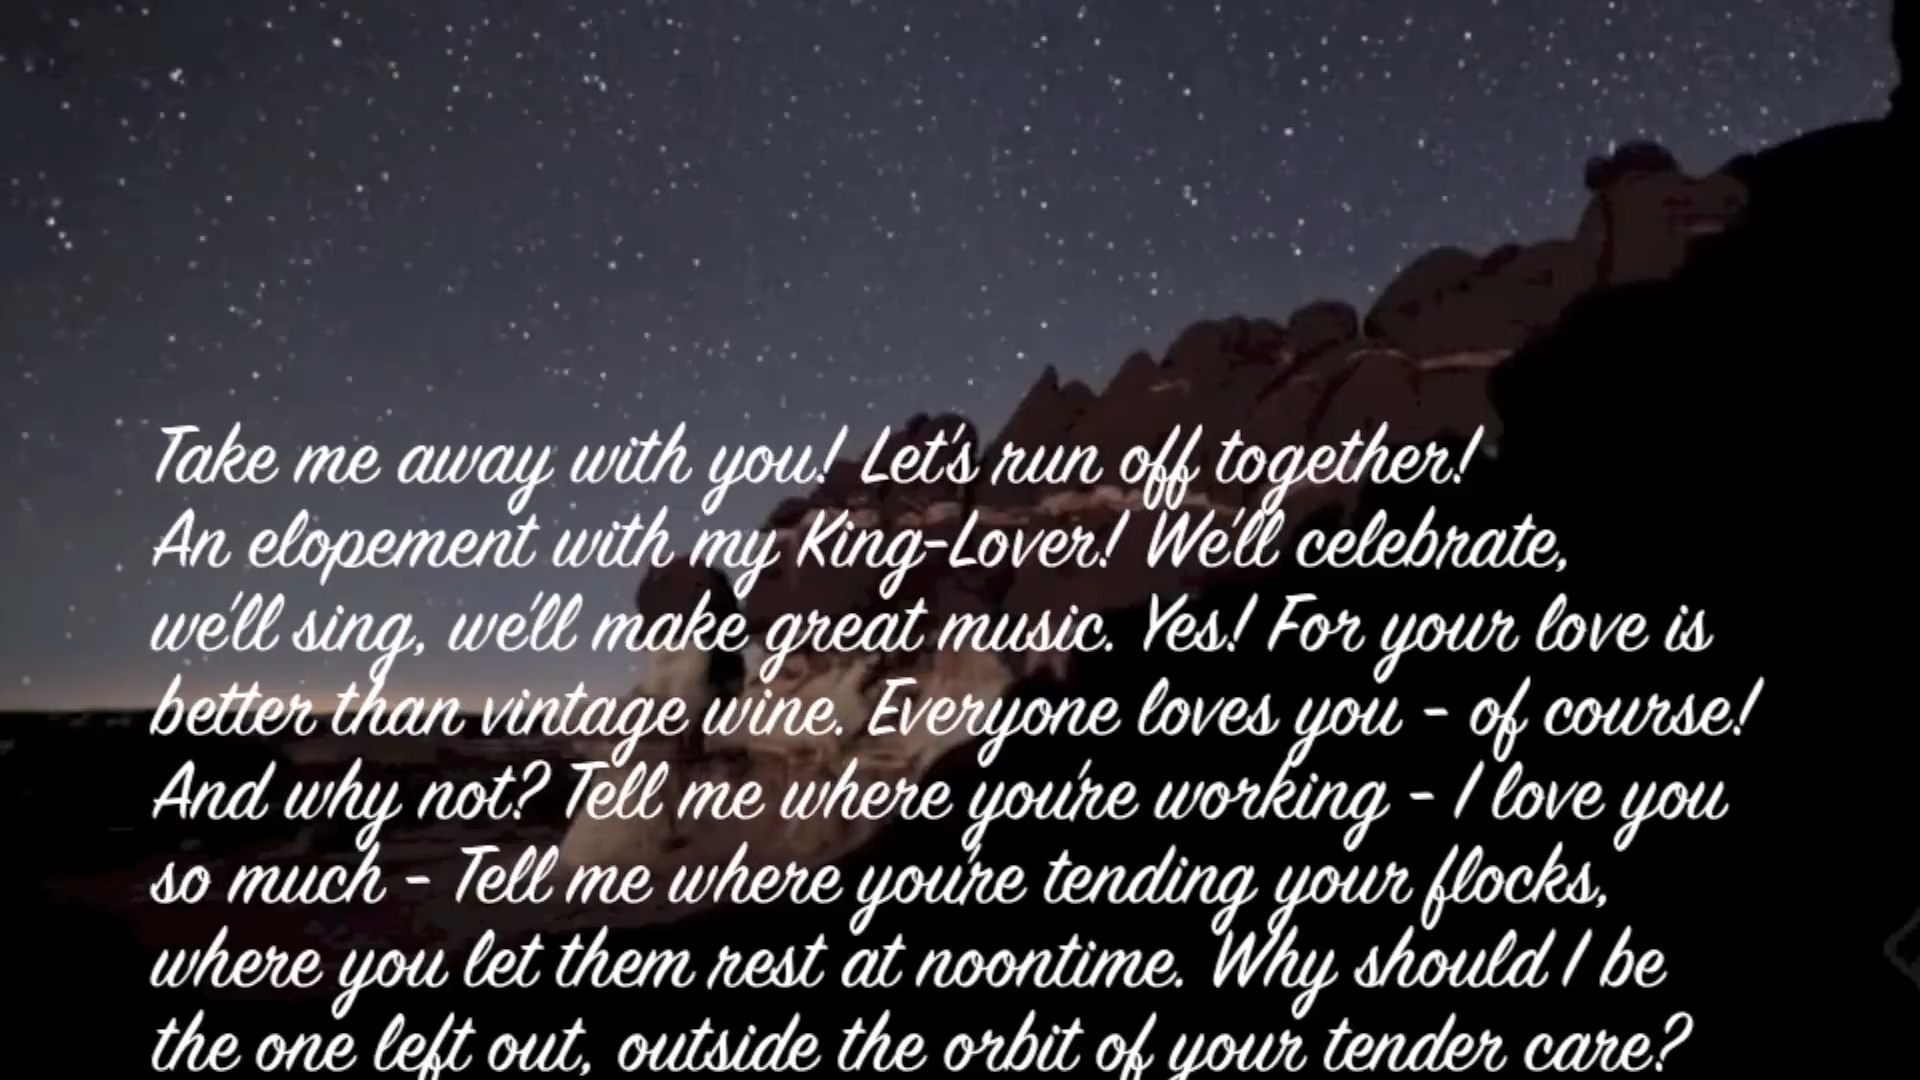 Take me away with you! Let's run off together!
An elopement with my King-Lover! We'll celebrate,
we'll sing, we'll make great music. Yes! For your love is
better than vintage wine. Everyone loves you - of course!
And why not? Tell me where you're working - I love you
so much - Tell me where you're tending your flocks,
where you let them rest at noontime. Why should I be
the one left out, outside the orbit of your tender care?